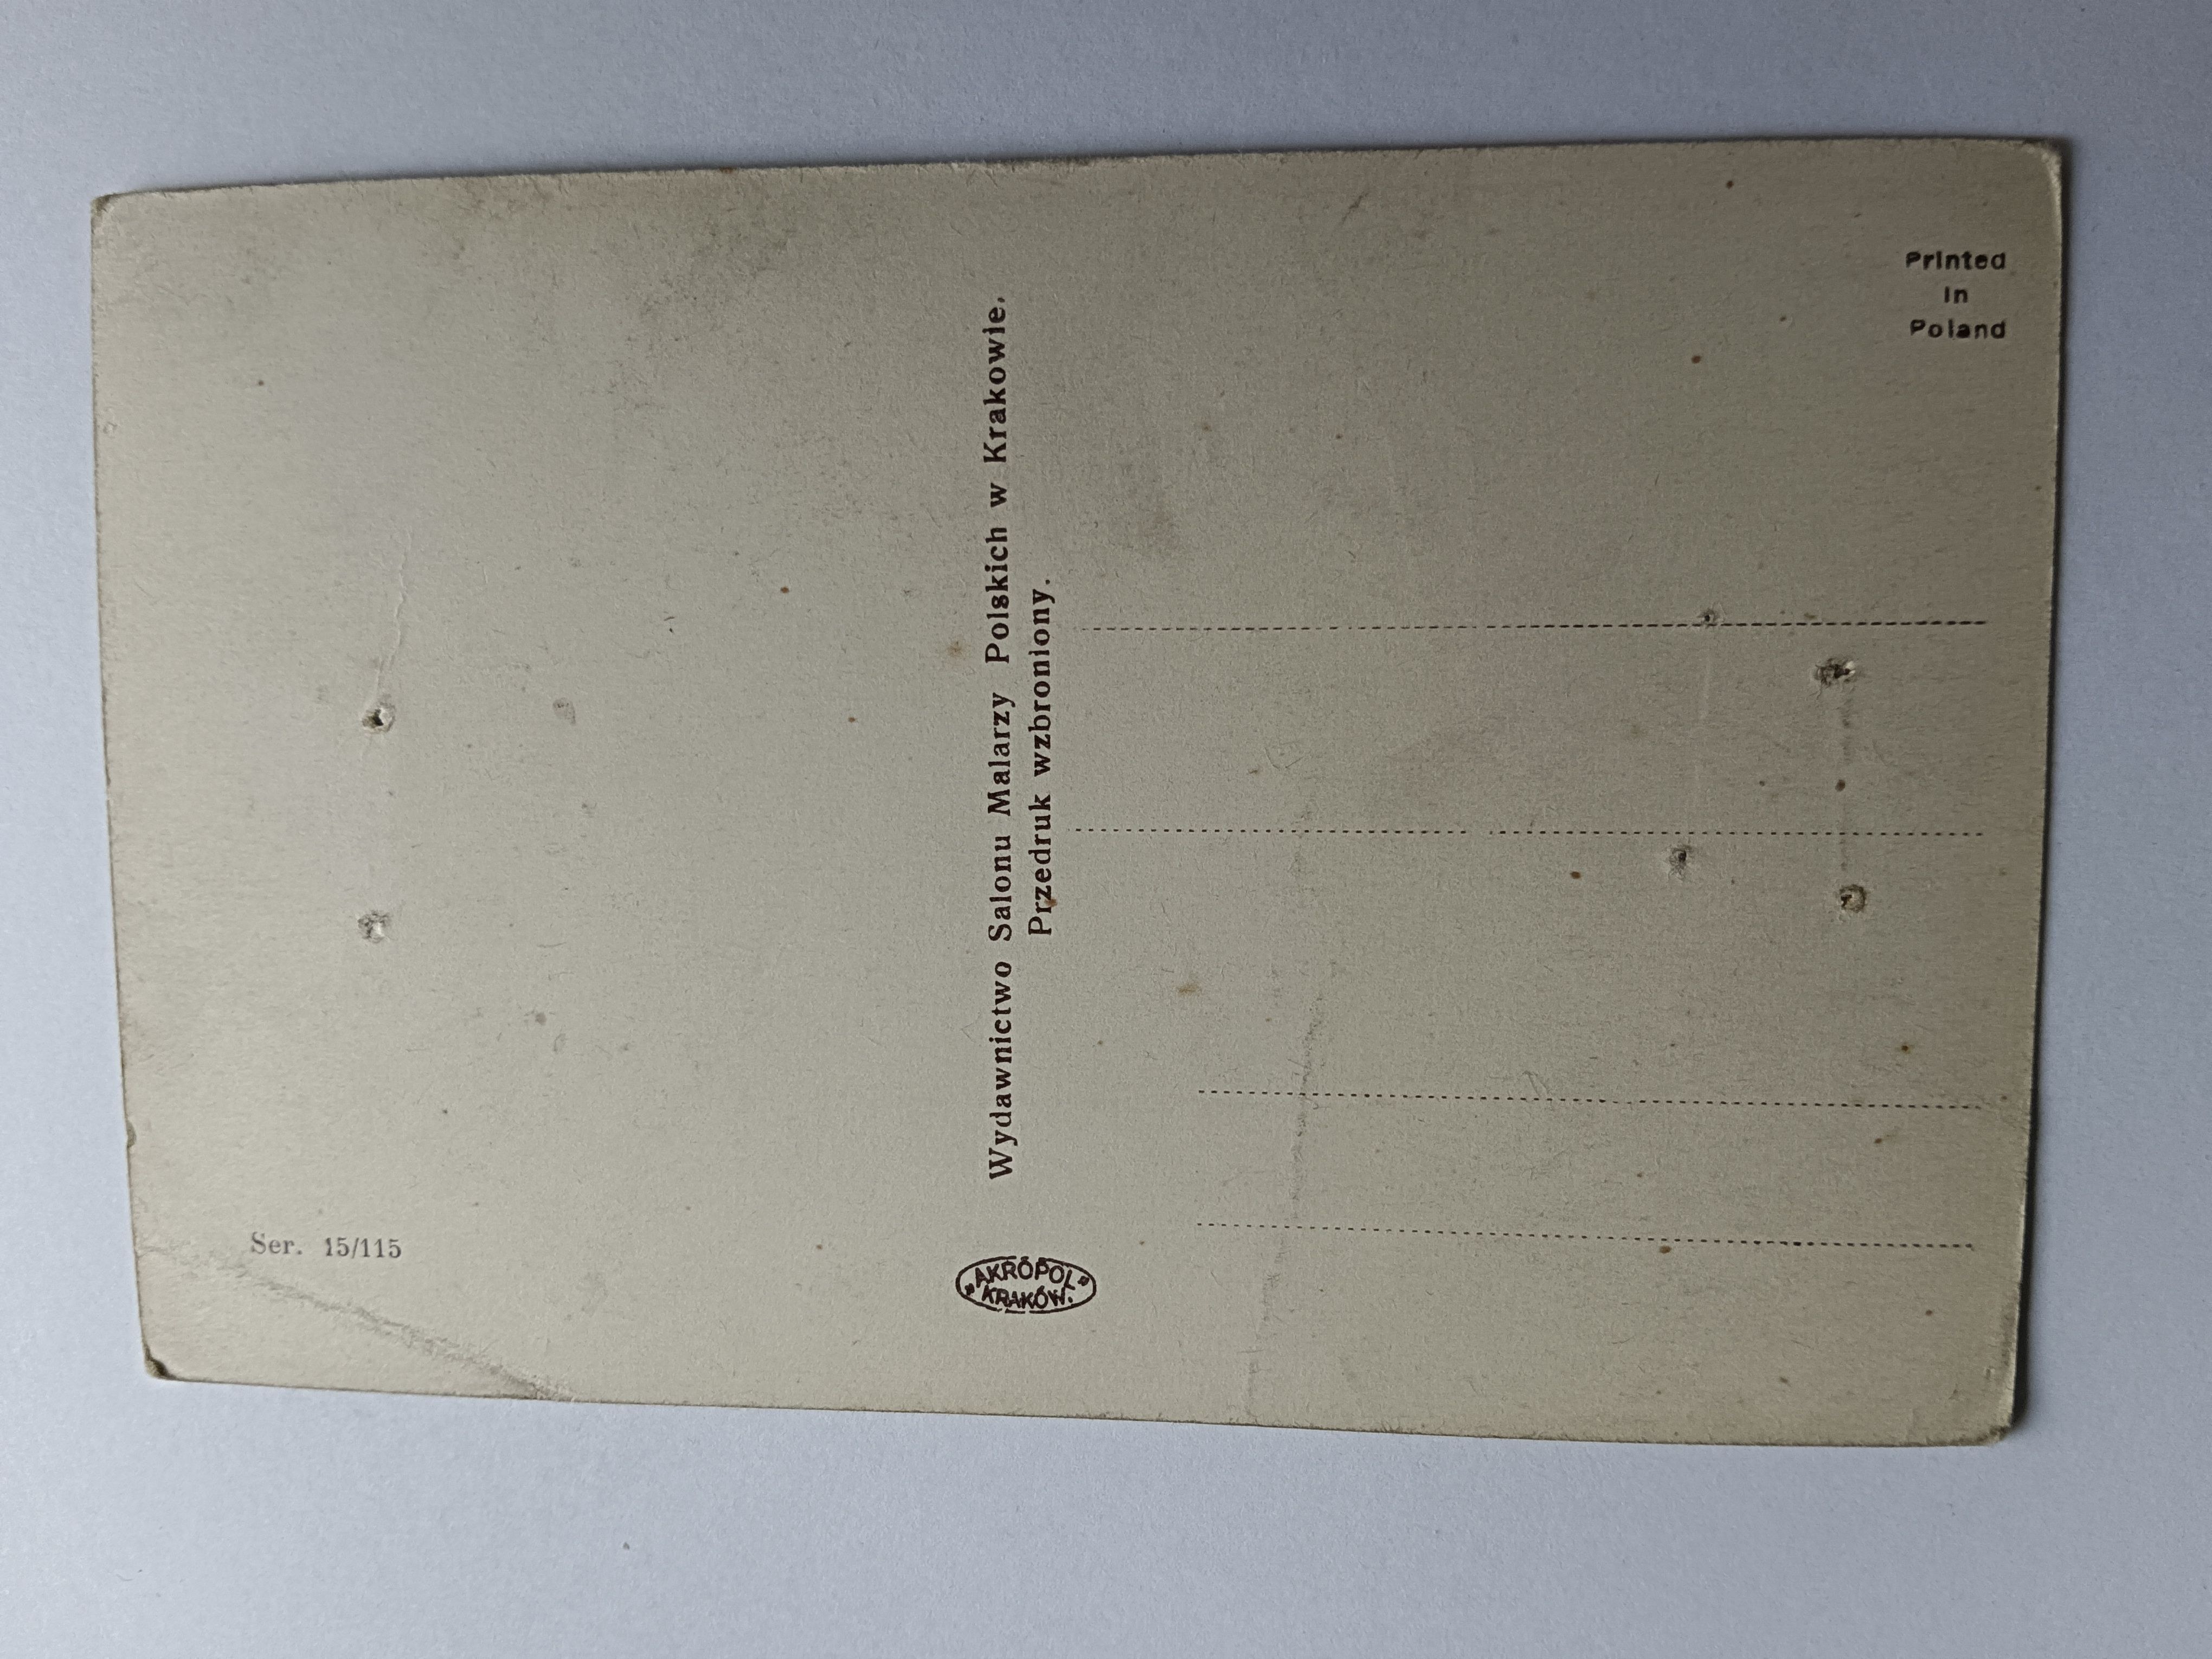 Printed
in
Poland
Wydawnictwo Salonu Malarzy Polskich w Krakowie.
Przedruk wzbroniony.
Ser. 15/115
"AKROPOL"
KRAKÓW.